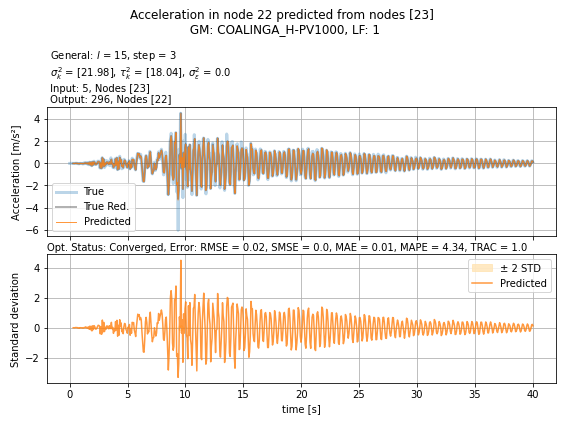 Acceleration in node 22 predicted from nodes [23]
GM: COALINGA_H-PV1000, LF: 1
General: l = 15, step = 3
σ_k^2 = [21.98], τ_k^2 = [18.04], σ_ε^2 = 0.0
Input: 5, Nodes [23]
Output: 296, Nodes [22]
Acceleration [m/s²]
4
2
0
−2
−4
−6
True
True Red.
Predicted
Opt. Status: Converged, Error: RMSE = 0.02, SMSE = 0.0, MAE = 0.01, MAPE = 4.34, TRAC = 1.0
Standard deviation
4
2
0
−2
± 2 STD
Predicted
0 5 10 15 20 25 30 35 40
time [s]